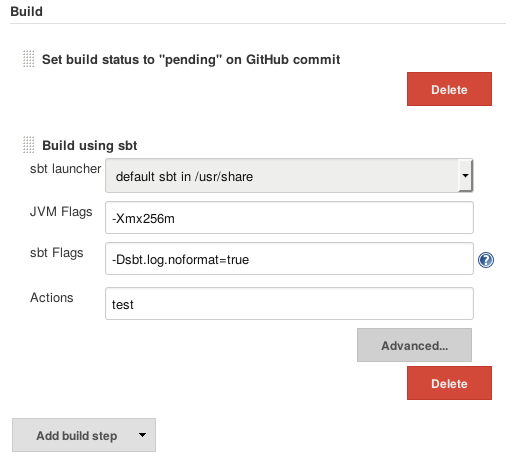 Build
Set build status to "pending" on GitHub commit
Delete
Build using sbt
sbt launcher default sbt in /usr/share
JVM Flags -Xmx256m
sbt Flags -Dsbt.log.noformat=true ?
Actions test
Advanced...
Delete
Add build step